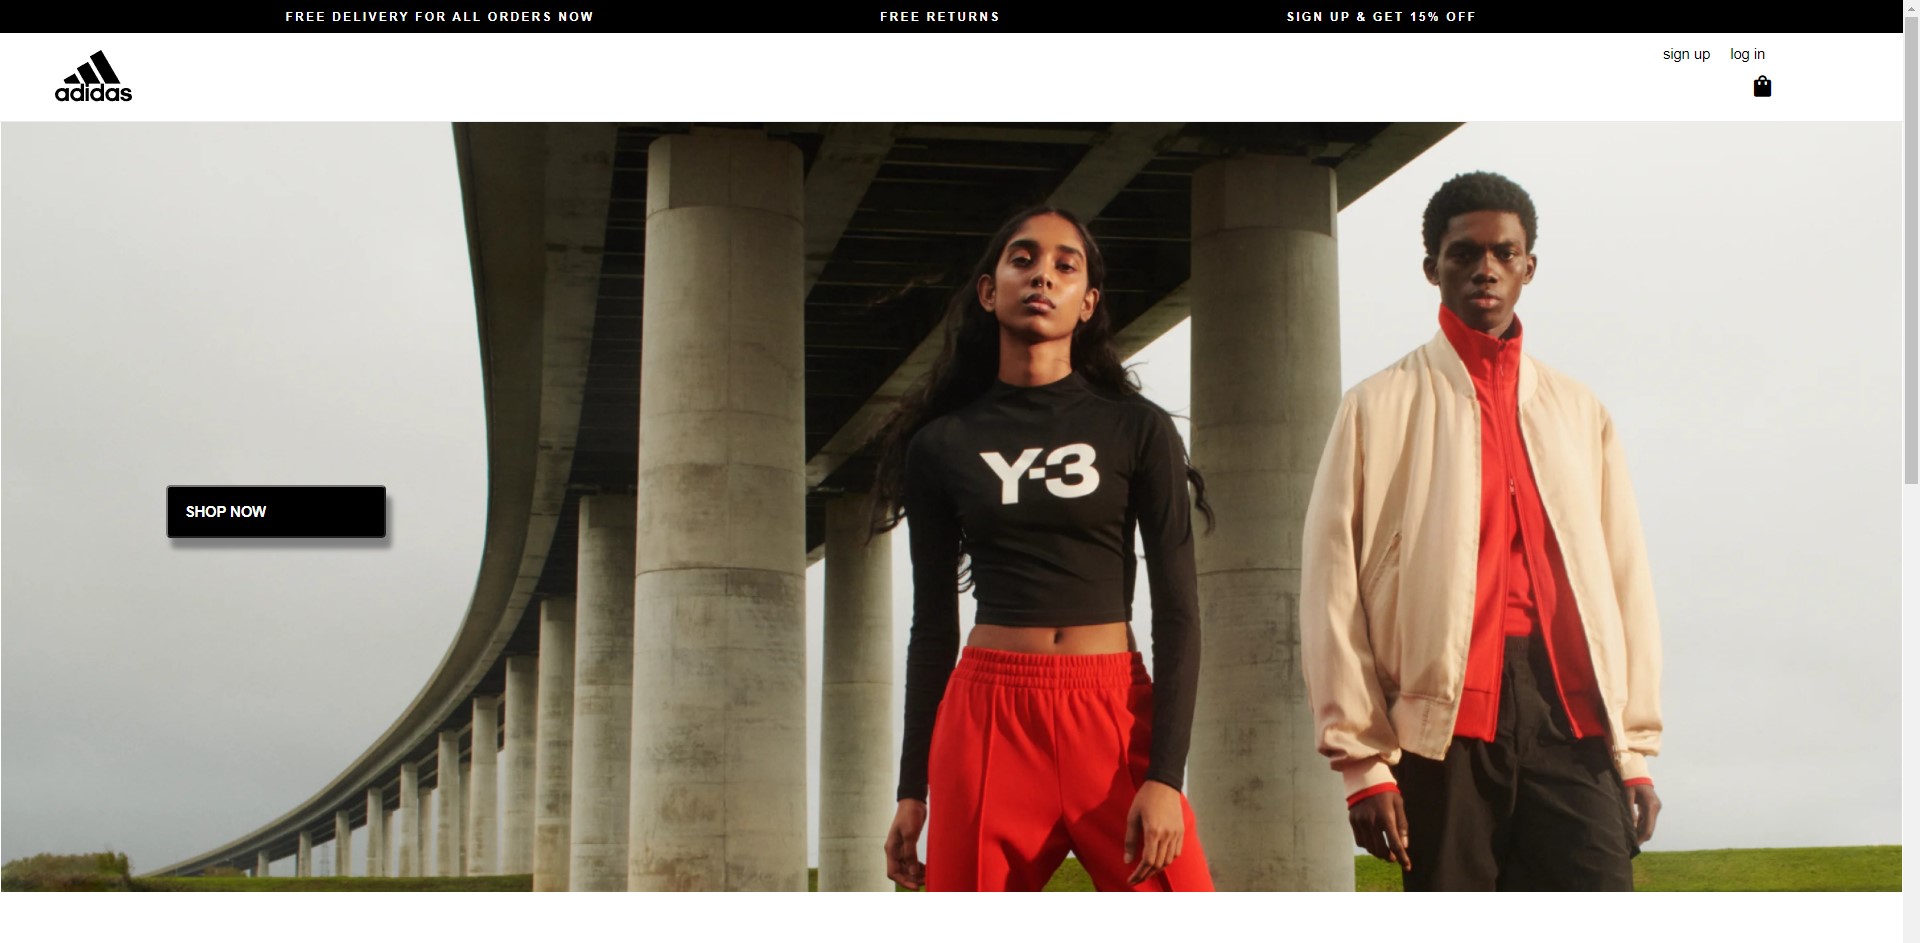 FREE DELIVERY FOR ALL ORDERS NOW
FREE RETURNS
SIGN UP & GET 15% OFF
sign up
log in
adidas
Y-3
SHOP NOW